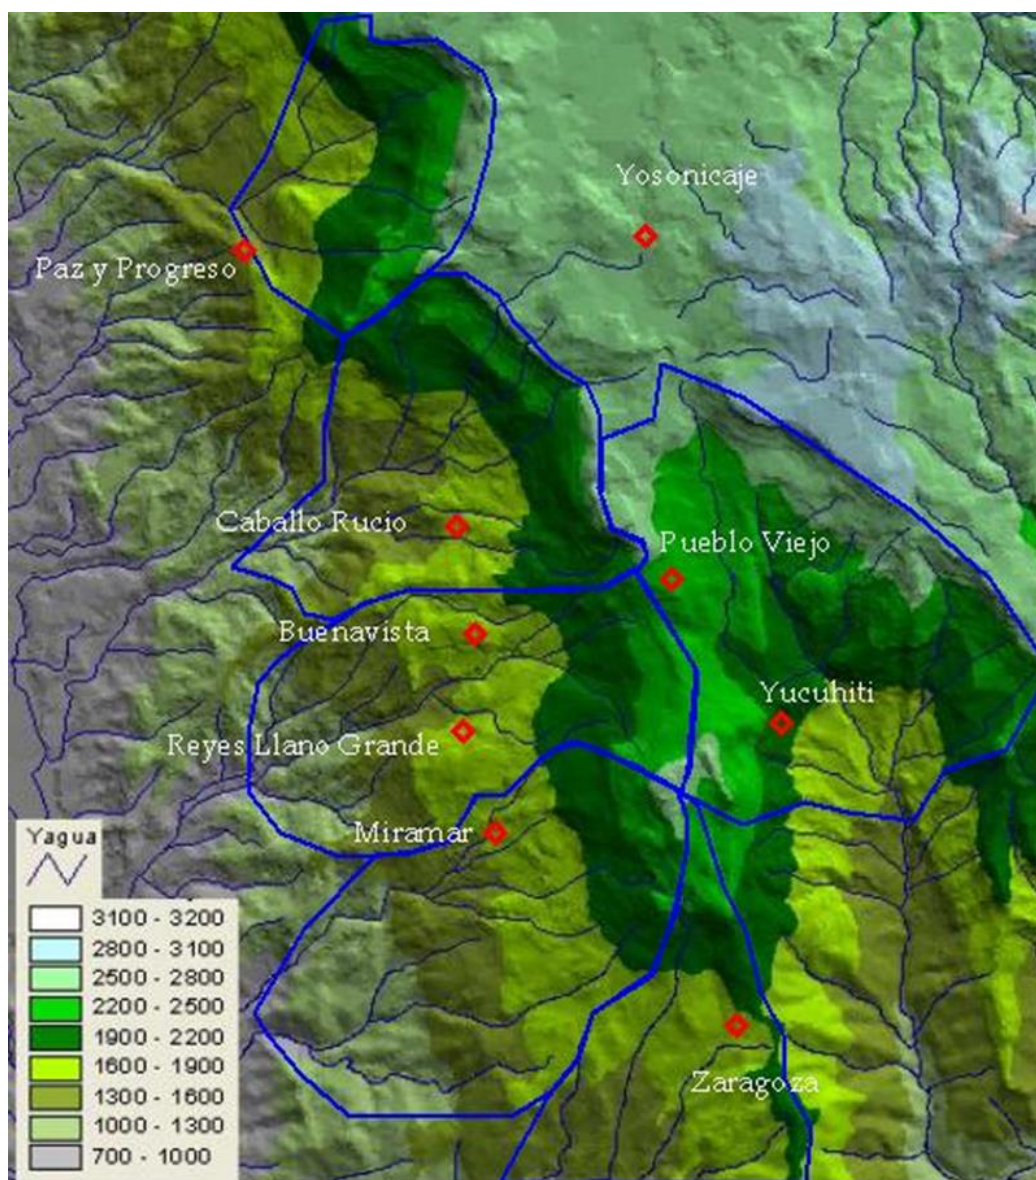 Yosonicaje
Paz y Progreso
Caballo Rucio
Pueblo Viejo
Buenavista
Yucuhiti
Reyes Llano Grande
Miramar
Zaragoza
Yagua
3100 - 3200
2800 - 3100
2500 - 2800
2200 - 2500
1900 - 2200
1600 - 1900
1300 - 1600
1000 - 1300
700 - 1000